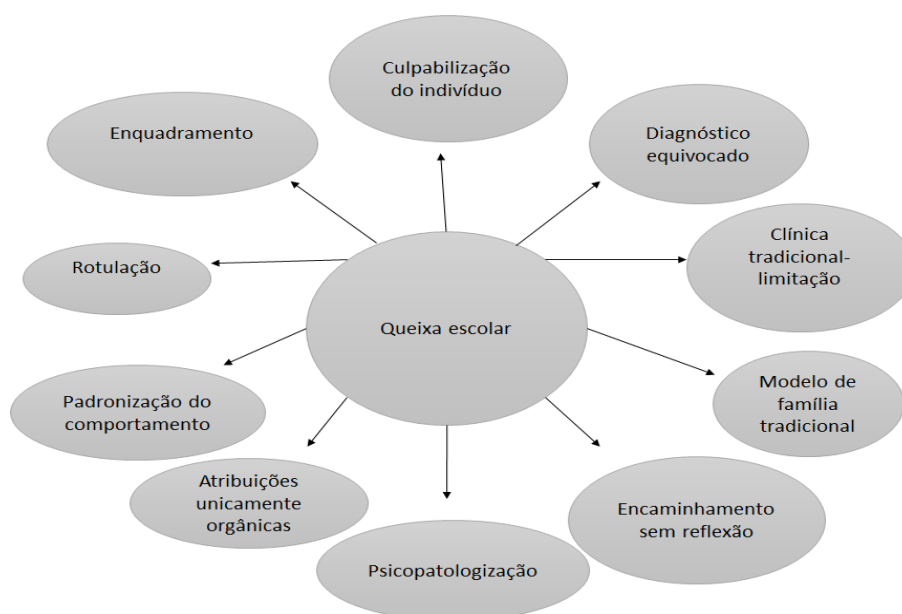 Culpabilização
do indivíduo
Enquadramento
Diagnóstico
equivocado
Clínica
tradicional-
limitação
Rotulação
Queixa escolar
Modelo de
família
tradicional
Padronização do
comportamento
Atribuições
unicamente
orgânicas
Encaminhamento
sem reflexão
Psicopatologização